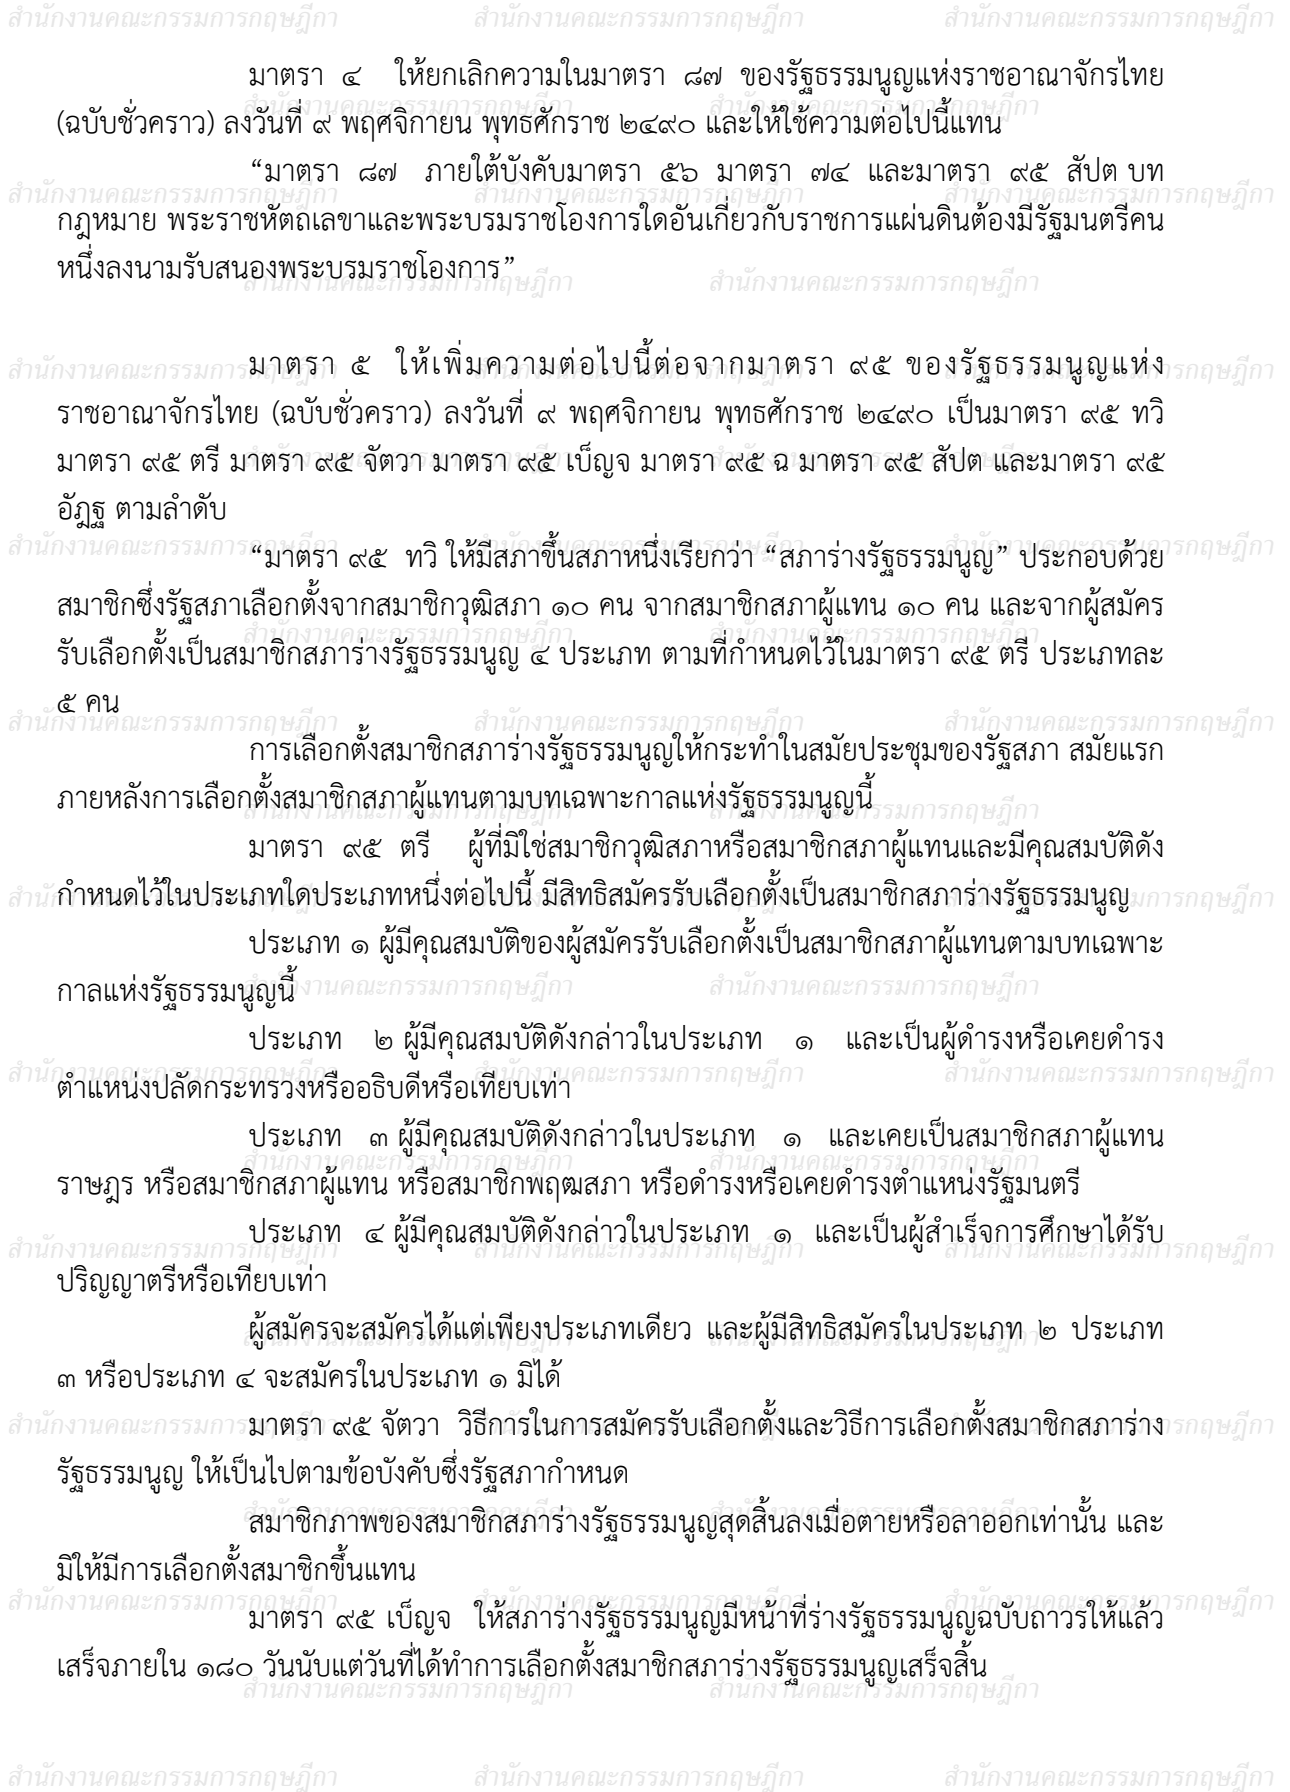 มาตรา ๔ ให้ยกเลิกความในมาตรา ๘๗ ของรัฐธรรมนูญแห่งราชอาณาจักรไทย
(ฉบับชั่วคราว) ลงวันที่ ๙ พฤศจิกายน พุทธศักราช ๒๔๙๐ และให้ใช้ความต่อไปนี้แทน
“มาตรา ๘๗ ภายใต้บังคับมาตรา ๕๖ มาตรา ๗๔ และมาตรา ๙๕ สัปต บท
กฎหมาย พระราชหัตถเลขาและพระบรมราชโองการใดอันเกี่ยวกับราชการแผ่นดินต้องมีรัฐมนตรีคน
หนึ่งลงนามรับสนองพระบรมราชโองการ”
มาตรา ๕ ให้เพิ่มความต่อไปนี้ต่อจากมาตรา ๙๕ ของรัฐธรรมนูญแห่ง
ราชอาณาจักรไทย (ฉบับชั่วคราว) ลงวันที่ ๙ พฤศจิกายน พุทธศักราช ๒๔๙๐ เป็นมาตรา ๙๕ ทวิ
มาตรา ๙๕ ตรี มาตรา ๙๕ จัตวา มาตรา ๙๕ เบ็ญจ มาตรา ๙๕ ฉ มาตรา ๙๕ สัปต และมาตรา ๙๕
อัฏฐ ตามลำดับ
“มาตรา ๙๕ ทวิ ให้มีสภาขึ้นสภาหนึ่งเรียกว่า “สภาร่างรัฐธรรมนูญ” ประกอบด้วย
สมาชิกซึ่งรัฐสภาเลือกตั้งจากสมาชิกวุฒิสภา ๑๐ คน จากสมาชิกสภาผู้แทน ๑๐ คน และจากผู้สมัคร
รับเลือกตั้งเป็นสมาชิกสภาร่างรัฐธรรมนูญ ๔ ประเภท ตามที่กำหนดไว้ในมาตรา ๙๕ ตรี ประเภทละ
๕ คน
การเลือกตั้งสมาชิกสภาร่างรัฐธรรมนูญให้กระทำในสมัยประชุมของรัฐสภา สมัยแรก
ภายหลังการเลือกตั้งสมาชิกสภาผู้แทนตามบทเฉพาะกาลแห่งรัฐธรรมนูญนี้
มาตรา ๙๕ ตรี ผู้ที่มิใช่สมาชิกวุฒิสภาหรือสมาชิกสภาผู้แทนและมีคุณสมบัติดัง
กำหนดไว้ในประเภทใดประเภทหนึ่งต่อไปนี้ มีสิทธิสมัครรับเลือกตั้งเป็นสมาชิกสภาร่างรัฐธรรมนูญ
ประเภท ๑ ผู้มีคุณสมบัติของผู้สมัครรับเลือกตั้งเป็นสมาชิกสภาผู้แทนตามบทเฉพาะ
กาลแห่งรัฐธรรมนูญนี้
ประเภท ๒ ผู้มีคุณสมบัติดังกล่าวในประเภท ๑ และเป็นผู้ดำรงหรือเคยดำรง
ตำแหน่งปลัดกระทรวงหรืออธิบดีหรือเทียบเท่า
ประเภท ๓ ผู้มีคุณสมบัติดังกล่าวในประเภท ๑ และเคยเป็นสมาชิกสภาผู้แทน
ราษฎร หรือสมาชิกสภาผู้แทน หรือสมาชิกพฤฒสภา หรือดำรงหรือเคยดำรงตำแหน่งรัฐมนตรี
ประเภท ๔ ผู้มีคุณสมบัติดังกล่าวในประเภท ๑ และเป็นผู้สำเร็จการศึกษาได้รับ
ปริญญาตรีหรือเทียบเท่า
ผู้สมัครจะสมัครได้แต่เพียงประเภทเดียว และผู้มีสิทธิสมัครในประเภท ๒ ประเภท
๓ หรือประเภท ๔ จะสมัครในประเภท ๑ มิได้
มาตรา ๙๕ จัตวา วิธีการในการสมัครรับเลือกตั้งและวิธีการเลือกตั้งสมาชิกสภาร่าง
รัฐธรรมนูญ ให้เป็นไปตามข้อบังคับซึ่งรัฐสภากำหนด
สมาชิกภาพของสมาชิกสภาร่างรัฐธรรมนูญสุดสิ้นลงเมื่อตายหรือลาออกเท่านั้น และ
มิให้มีการเลือกตั้งสมาชิกขึ้นแทน
มาตรา ๙๕ เบ็ญจ ให้สภาร่างรัฐธรรมนูญมีหน้าที่ร่างรัฐธรรมนูญฉบับถาวรให้แล้ว
เสร็จภายใน ๑๘๐ วันนับแต่วันที่ได้ทำการเลือกตั้งสมาชิกสภาร่างรัฐธรรมนูญเสร็จสิ้น
สำนักงานคณะกรรมการกฤษฎีกา สำนักงานคณะกรรมการกฤษฎีกา สำนักงานคณะกรรมการกฤษฎีกา